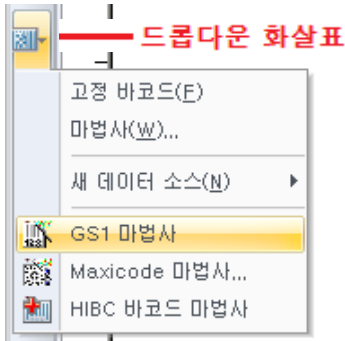 드롭다운 화살표
고정 바코드(F)
마법사(W)...
새 데이터 소스(N)
GS1 마법사
Maxicode 마법사...
HIBC 바코드 마법사